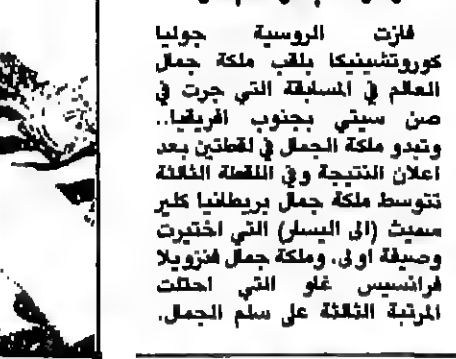 فازت الروسية جوليا
كوروتشينيكا بلقب ملكة جمال
العالم في المسابقة التي جرت في
صن سيتي بجنوب افريقيا..
وتبدو ملكة الجمال في لقطتين بعد
اعلان النتيجة وفي اللقطة الثالثة
تتوسط ملكة جمال بريطانيا كلير
سميث (الى اليسار) التي اختيرت
وصيفة اولى، وملكة جمال فنزويلا
فرانسيس غلو التي احتلت
المرتبة الثالثة على سلم الجمال.